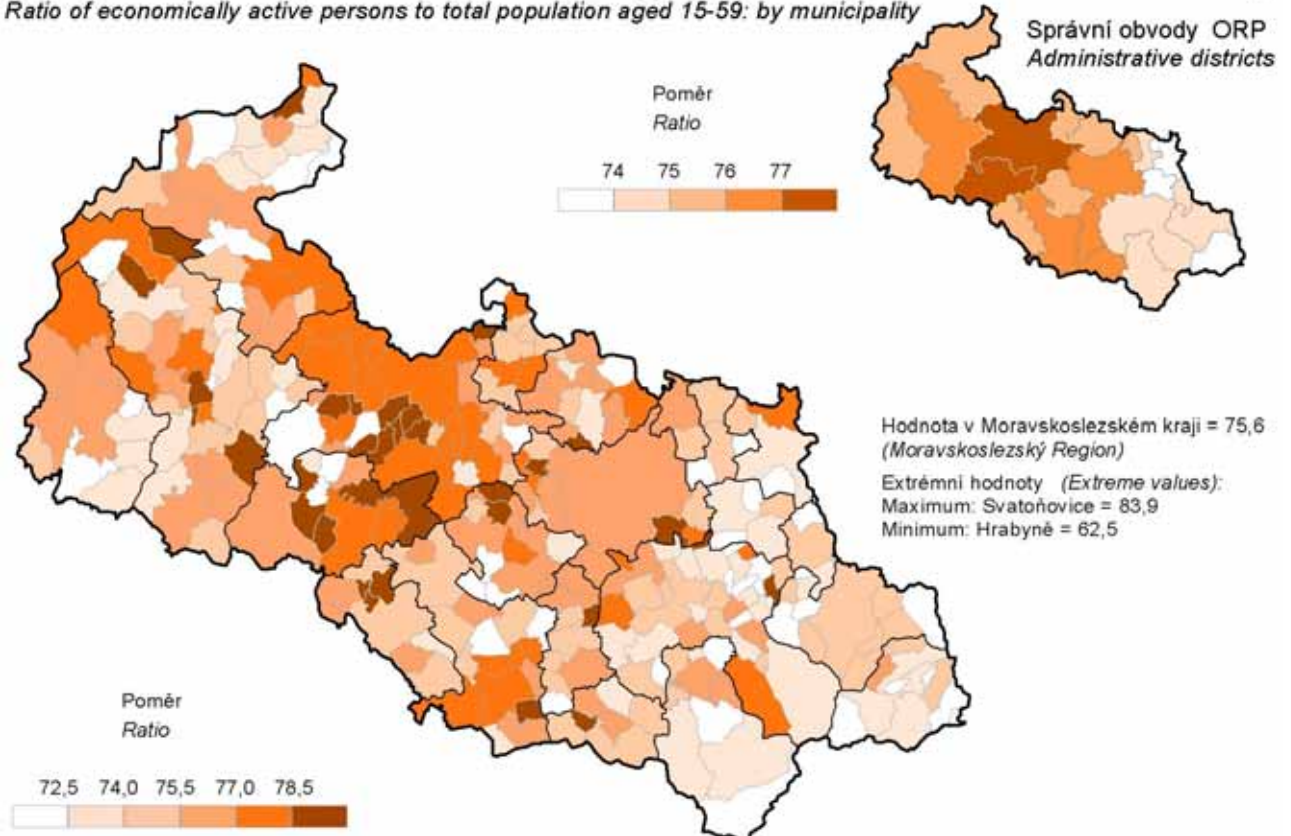 Ratio of economically active persons to total population aged 15-59: by municipality
Správní obvody ORP
Administrative districts
Poměr
Ratio
74 75 76 77
Hodnota v Moravskoslezském kraji = 75,6
(Moravskoslezský Region)
Extrémní hodnoty (Extreme values):
Maximum: Svatoňovice = 83,9
Minimum: Hrabyně = 62,5
Poměr
Ratio
72,5 74,0 75,5 77,0 78,5